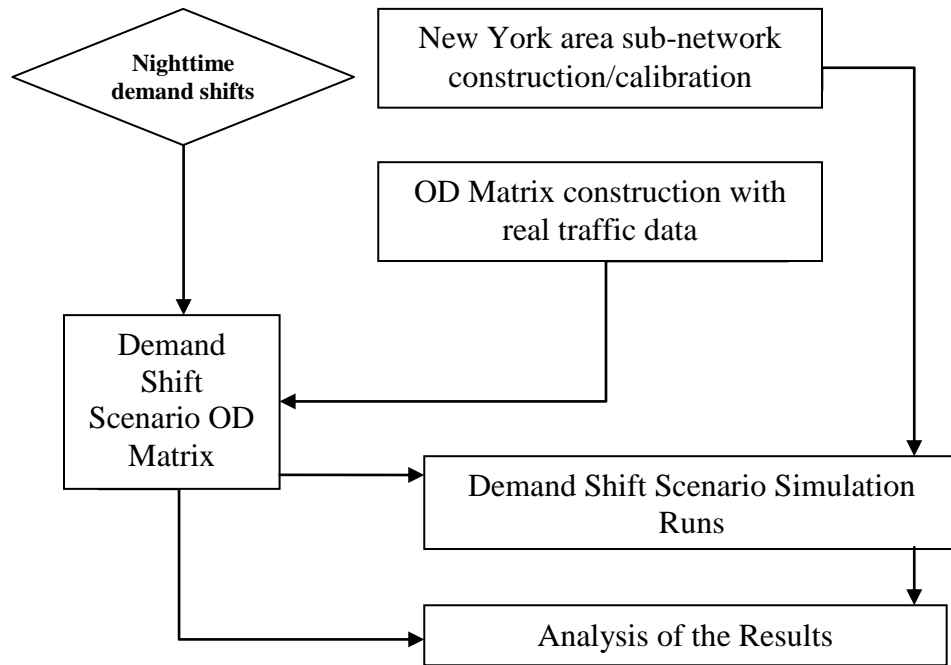 Nighttime
demand shifts
New York area sub-network
construction/calibration
OD Matrix construction with
real traffic data
Demand
Shift
Scenario OD
Matrix
Demand Shift Scenario Simulation
Runs
Analysis of the Results